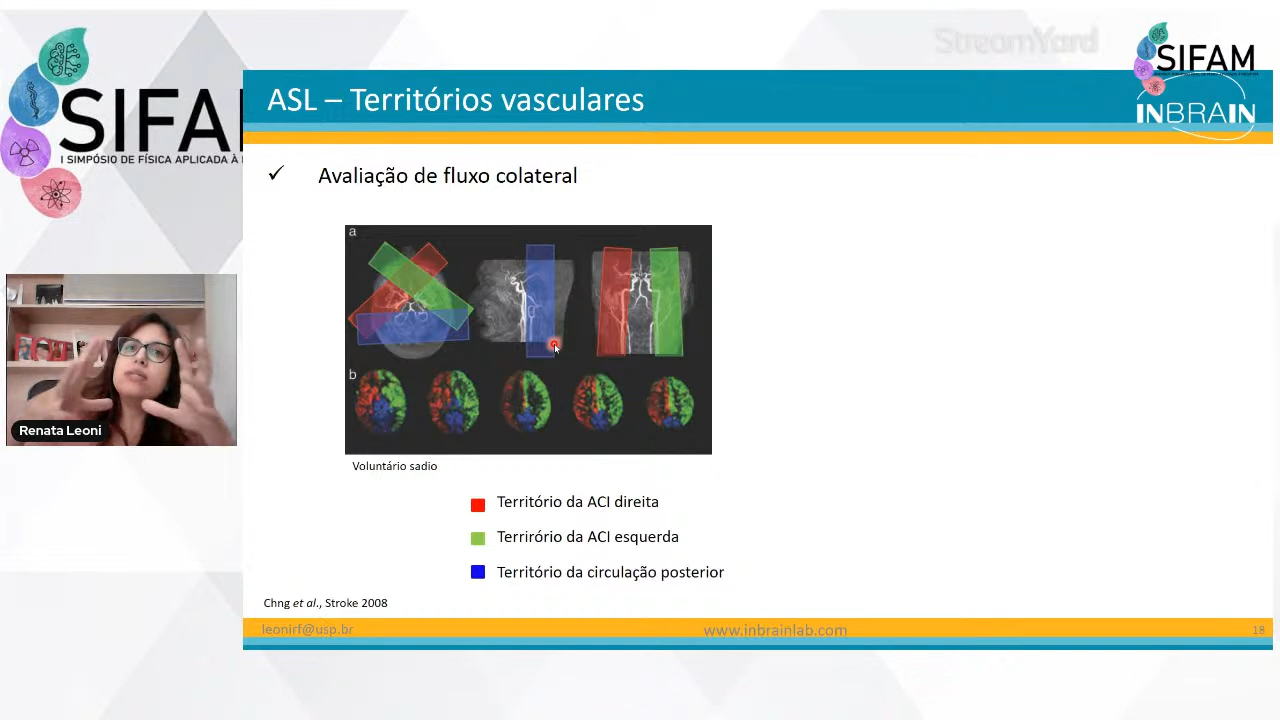 StreamYard
SIFAM
INBRAIN
SIFA
I SIMPÓSIO DE FÍSICA APLICADA À
ASL – Territórios vasculares
✓ Avaliação de fluxo colateral
a
b
Renata Leoni
Voluntário sadio
Território da ACI direita
Terrirório da ACI esquerda
Território da circulação posterior
Chng et al., Stroke 2008
leonirf@usp.br
www.inbrainlab.com
18